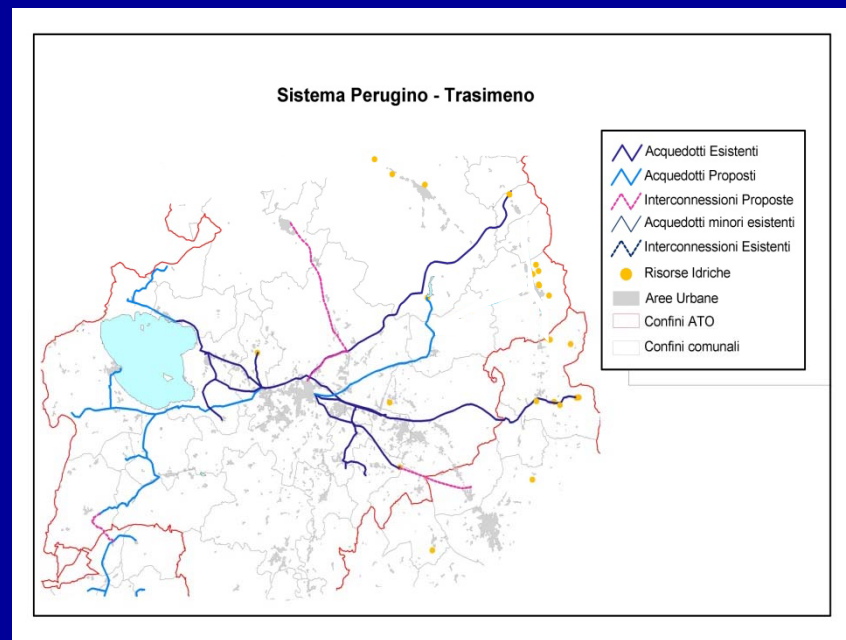 Sistema Perugino - Trasimeno
Acquedotti Esistenti
Acquedotti Proposti
Interconnessioni Proposte
Acquedotti minori esistenti
Interconnessioni Esistenti
Risorse Idriche
Aree Urbane
Confini ATO
Confini comunali